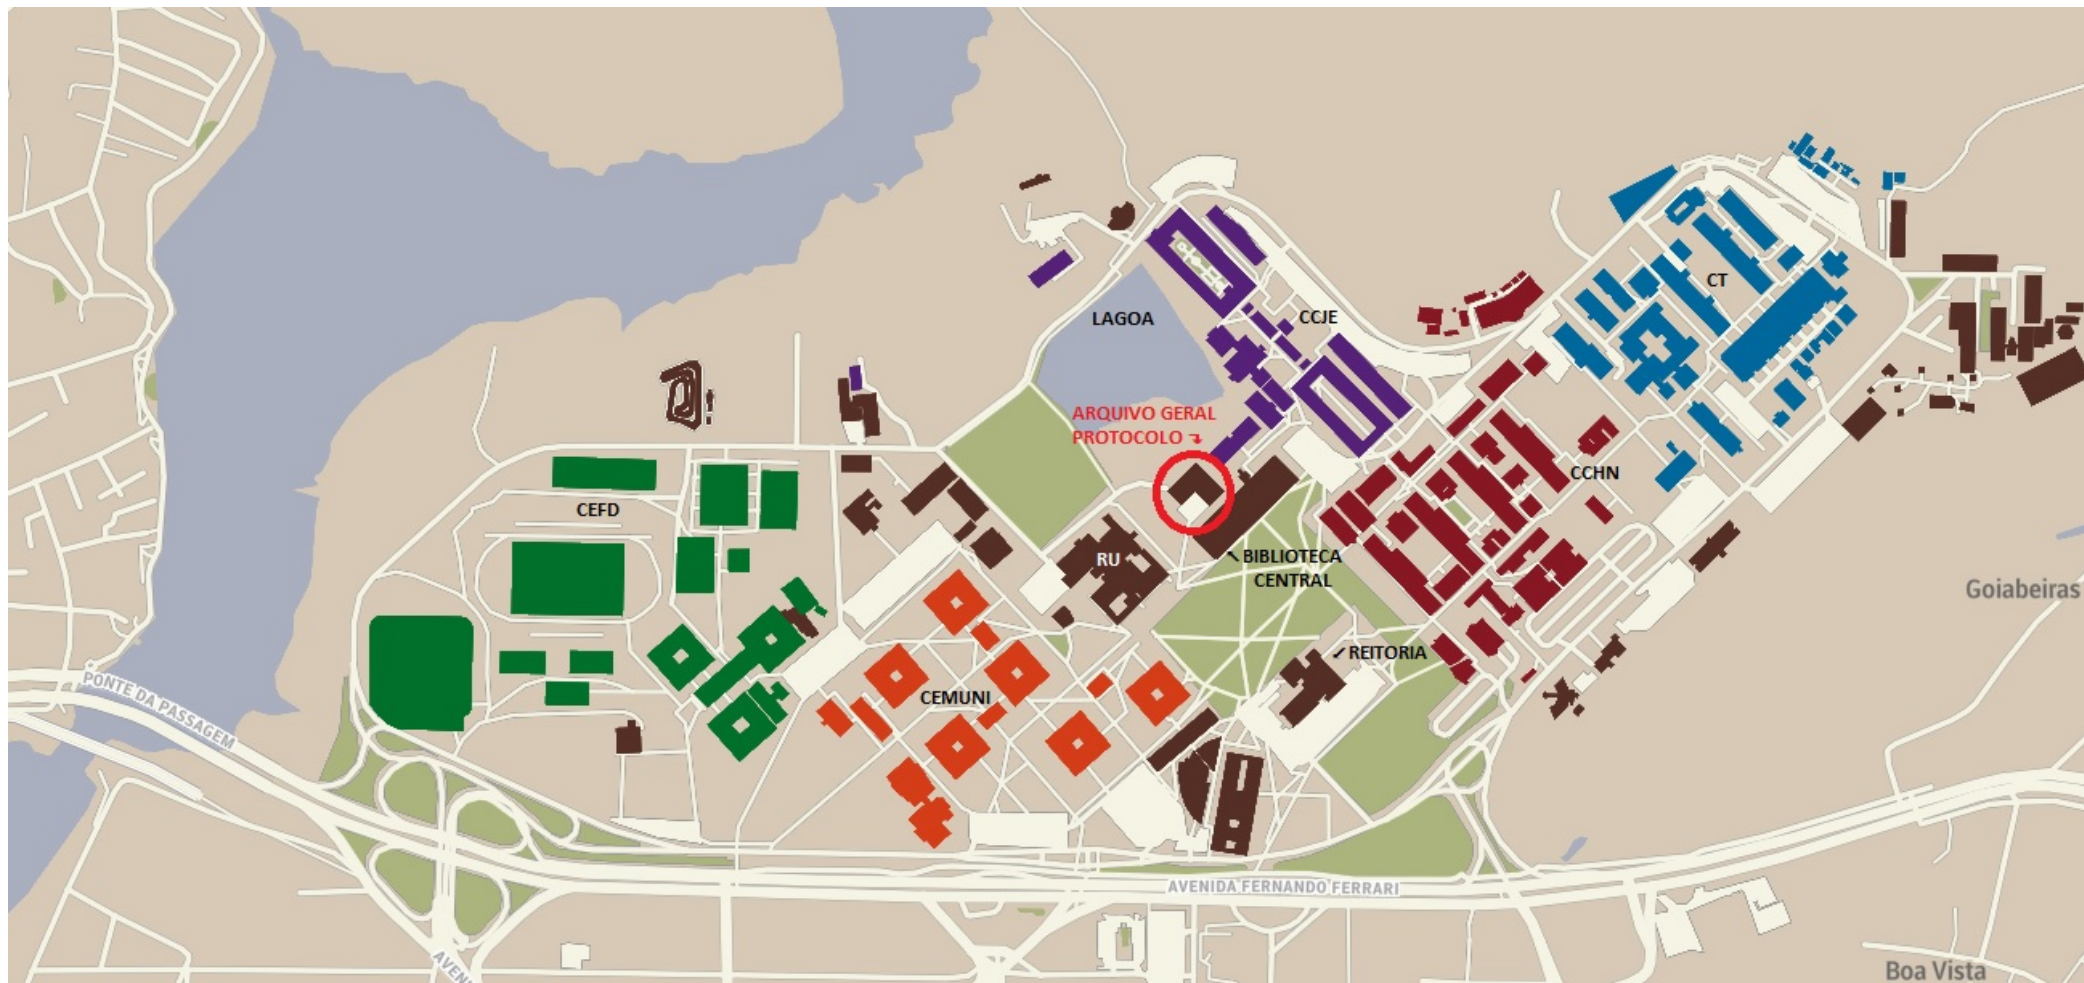 LAGOA
CCJE
CT
ARQUIVO GERAL
PROTOCOLO ↴
CCHN
CEFD
RU
↖BIBLIOTECA
CENTRAL
Goiabeiras
↙REITORIA
CEMUNI
PONTE DA PASSAGEM
AVENIDA FERNANDO FERRARI
AVENI
Boa Vista